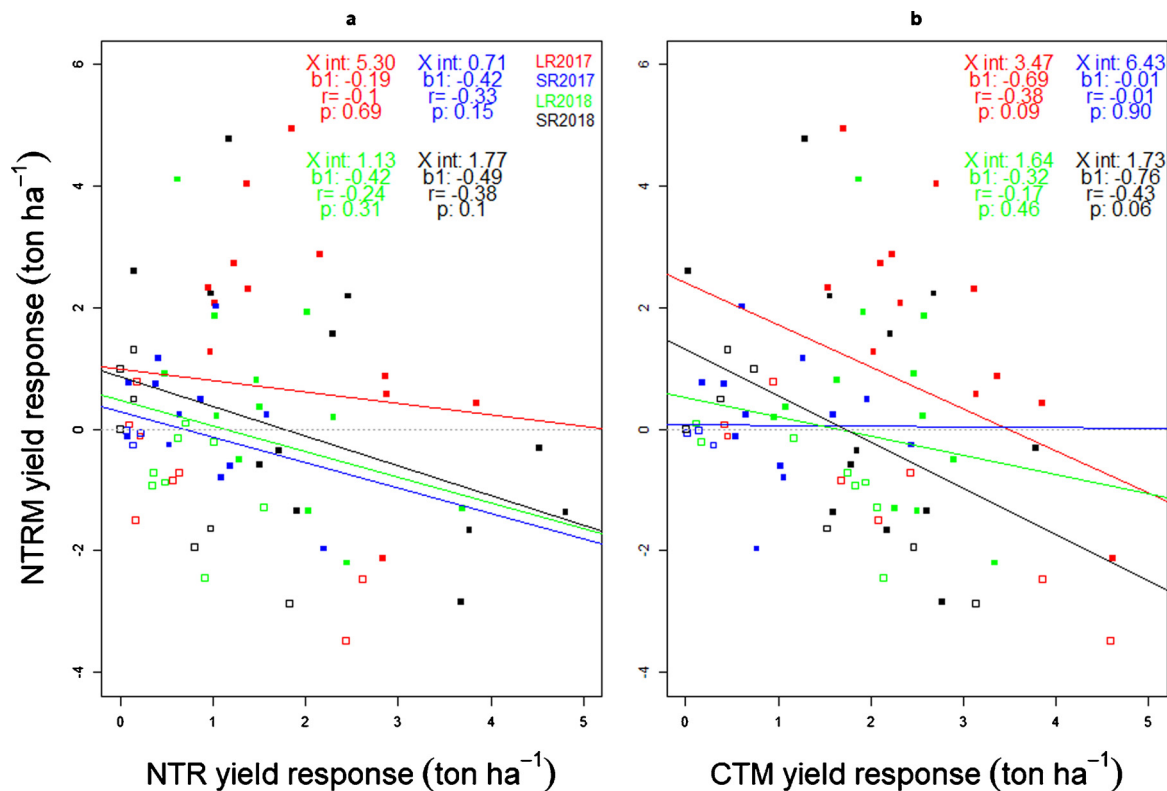 a
b
X int: 5.30
b1: -0.19
r= -0.1
p: 0.69
X int: 0.71
b1: -0.42
r= -0.33
p: 0.15
LR2017
SR2017
LR2018
SR2018
X int: 1.13
b1: -0.42
r= -0.24
p: 0.31
X int: 1.77
b1: -0.49
r= -0.38
p: 0.1
X int: 3.47
b1: -0.69
r= -0.38
p: 0.09
X int: 6.43
b1: -0.01
r= -0.01
p: 0.90
X int: 1.64
b1: -0.32
r= -0.17
p: 0.46
X int: 1.73
b1: -0.76
r= -0.43
p: 0.06
NTRM yield response (ton ha⁻¹)
6
4
2
0
-2
-4
6
4
2
0
-2
-4
0 1 2 3 4 5
0 1 2 3 4 5
NTR yield response (ton ha⁻¹)
CTM yield response (ton ha⁻¹)